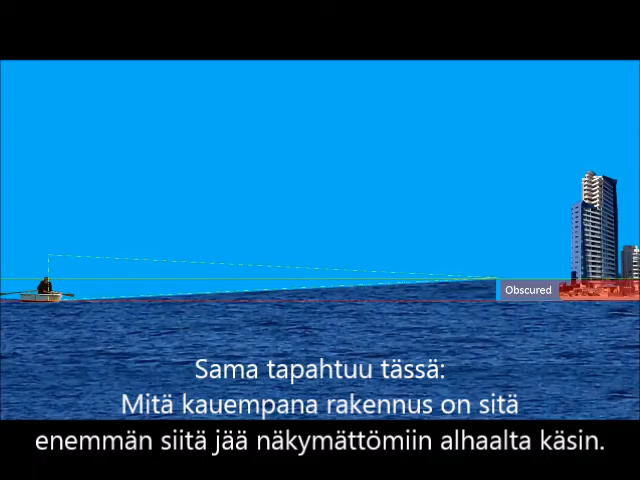 Obscured
Sama tapahtuu tässä:
Mitä kauempana rakennus on sitä
enemmän siitä jää näkymättömiin alhaalta käsin.